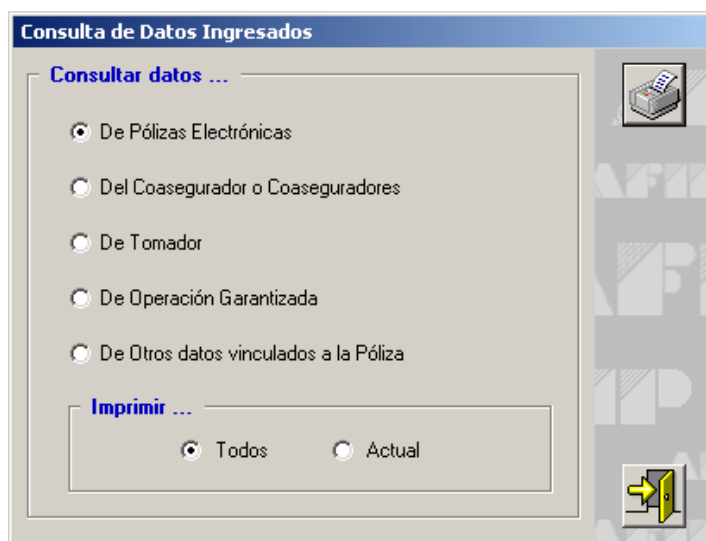 Consulta de Datos Ingresados
Consultar datos ...
De Pólizas Electrónicas
Del Coasegurador o Coaseguradores
De Tomador
De Operación Garantizada
De Otros datos vinculados a la Póliza
Imprimir ...
Todos Actual